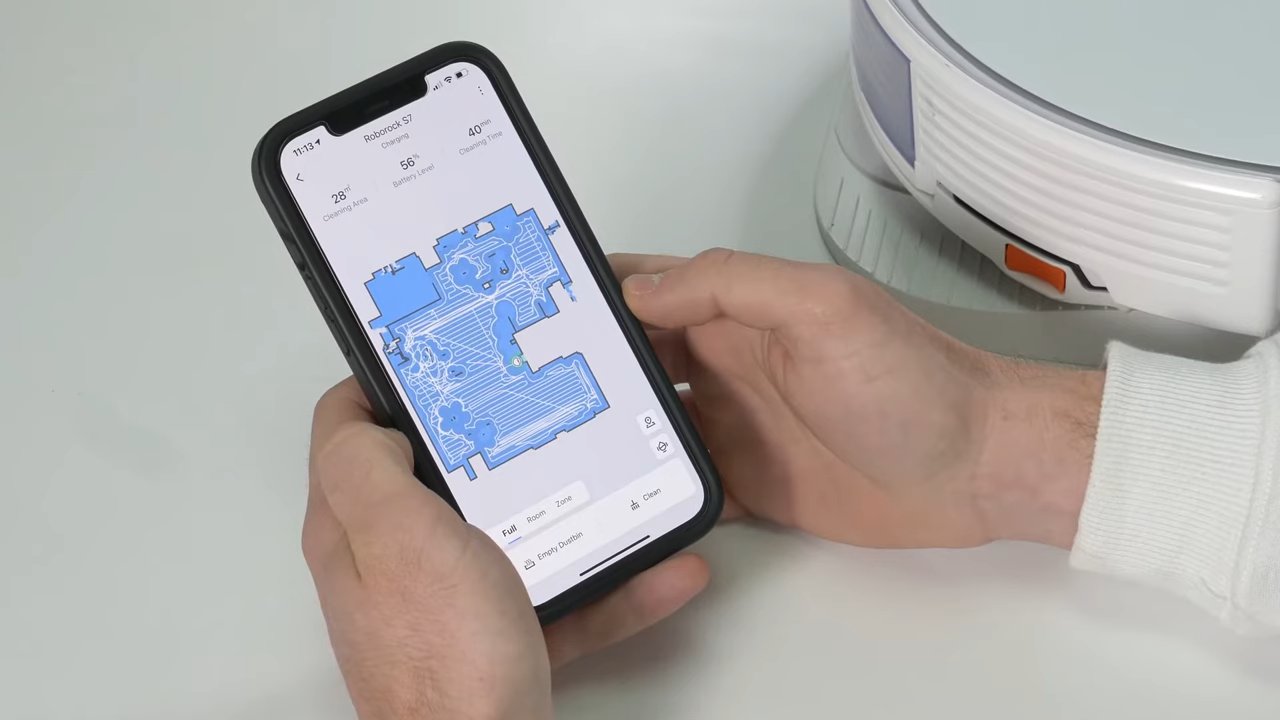 11:13
Roborock S7
Charging
28㎡
Cleaning Area
56%
Battery Level
40min
Cleaning Time
Full Room Zone
Empty Dustbin
Clean